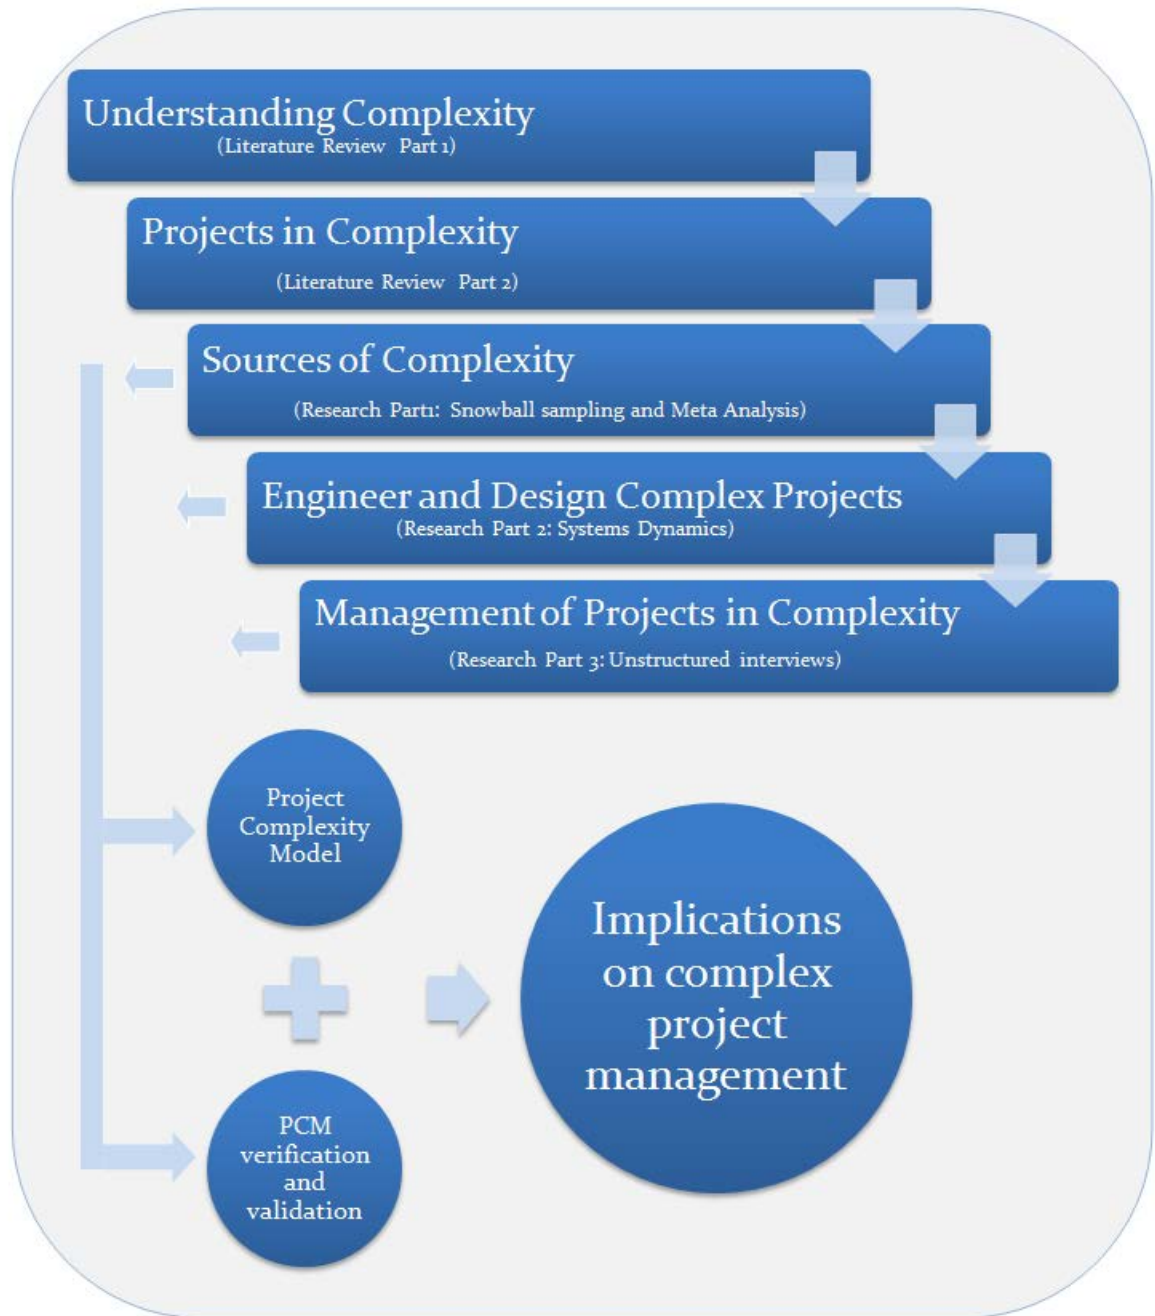 Understanding Complexity
(Literature Review Part 1)
Projects in Complexity
(Literature Review Part 2)
Sources of Complexity
(Research Part1: Snowball sampling and Meta Analysis)
Engineer and Design Complex Projects
(Research Part 2: Systems Dynamics)
Management of Projects in Complexity
(Research Part 3: Unstructured interviews)
Project
Complexity
Model
Implications
on complex
project
management
PCM
verification
and
validation